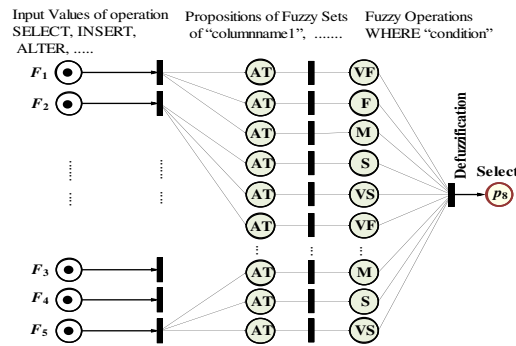 Input Values of operation
SELECT, INSERT,
ALTER, .....
Propositions of Fuzzy Sets
of "columnname1", ........
Fuzzy Operations
WHERE "condition"
F1 AT VF
F2 AT F
AT M
AT S
AT VS
AT VF
F3 AT M
F4 AT S
F5 AT VS
Defuzzification
Select
p8